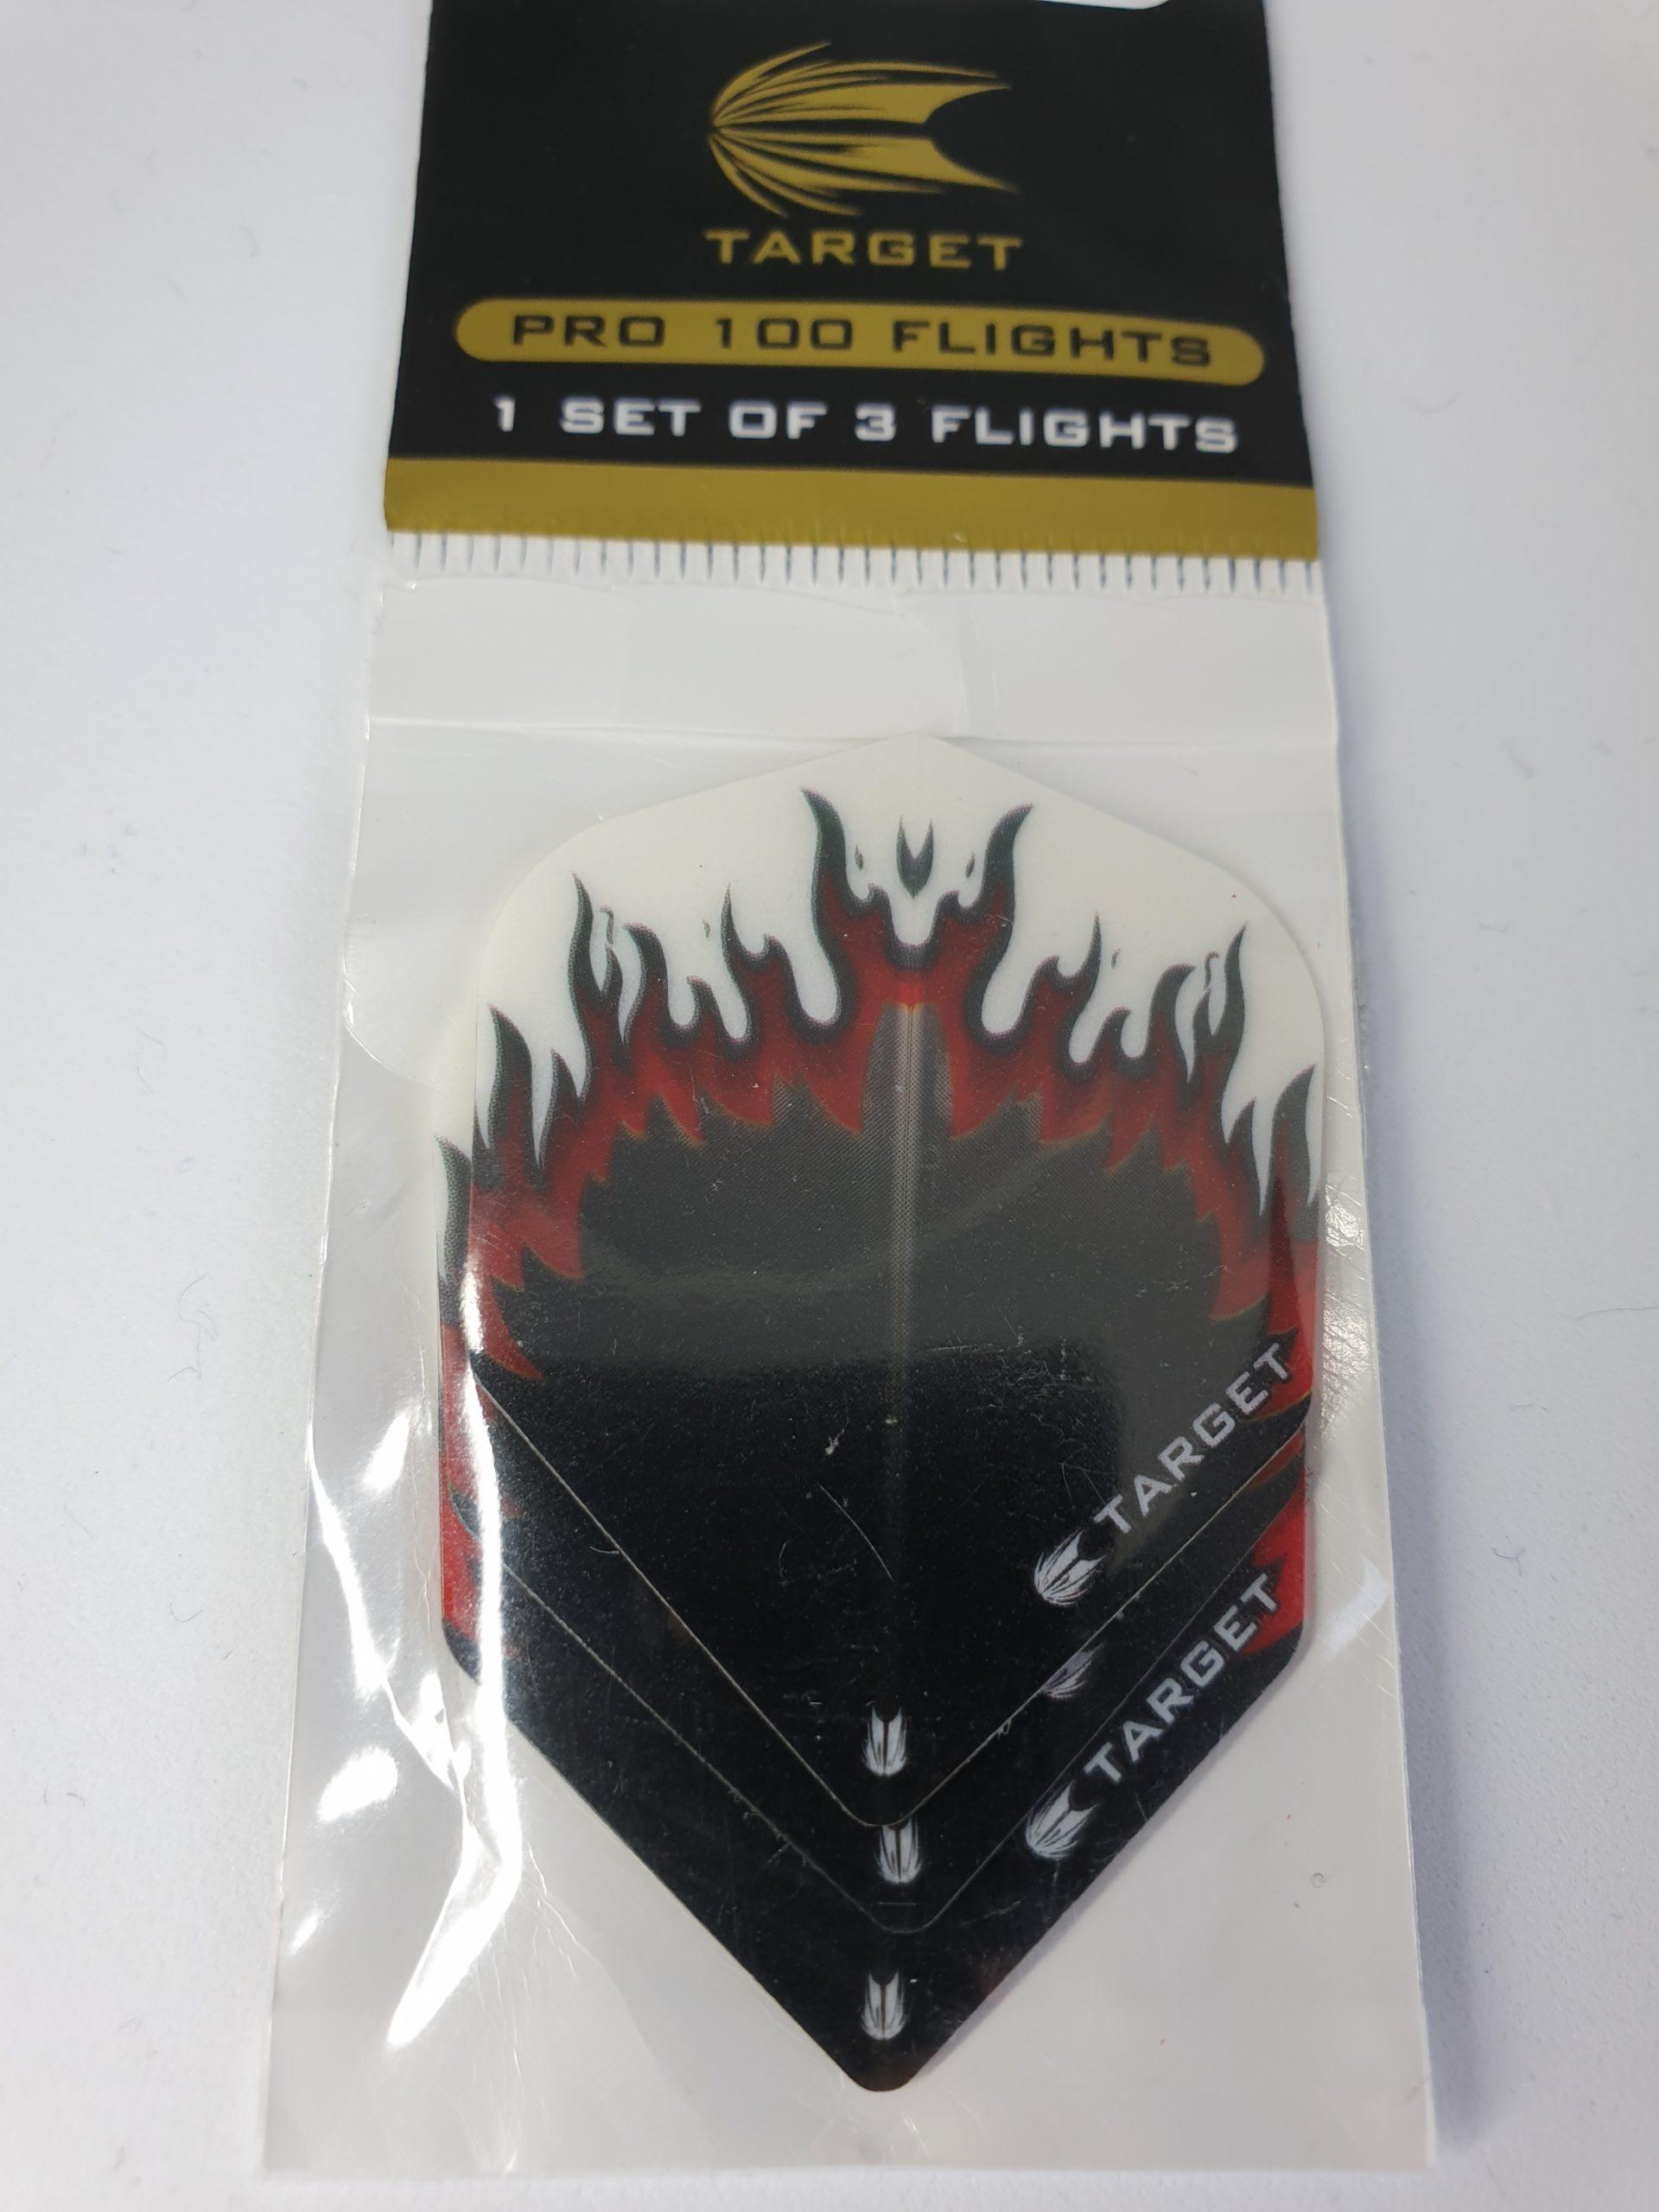 TARGET
PRO 100 FLIGHTS
1 SET OF 3 FLIGHTS
TARGET
TARGET